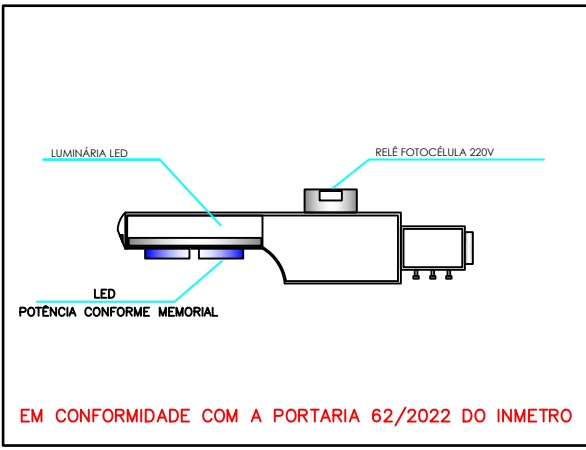 LUMINÁRIA LED
RELÊ FOTOCÉLULA 220V
LED
POTÊNCIA CONFORME MEMORIAL
EM CONFORMIDADE COM A PORTARIA 62/2022 DO INMETRO